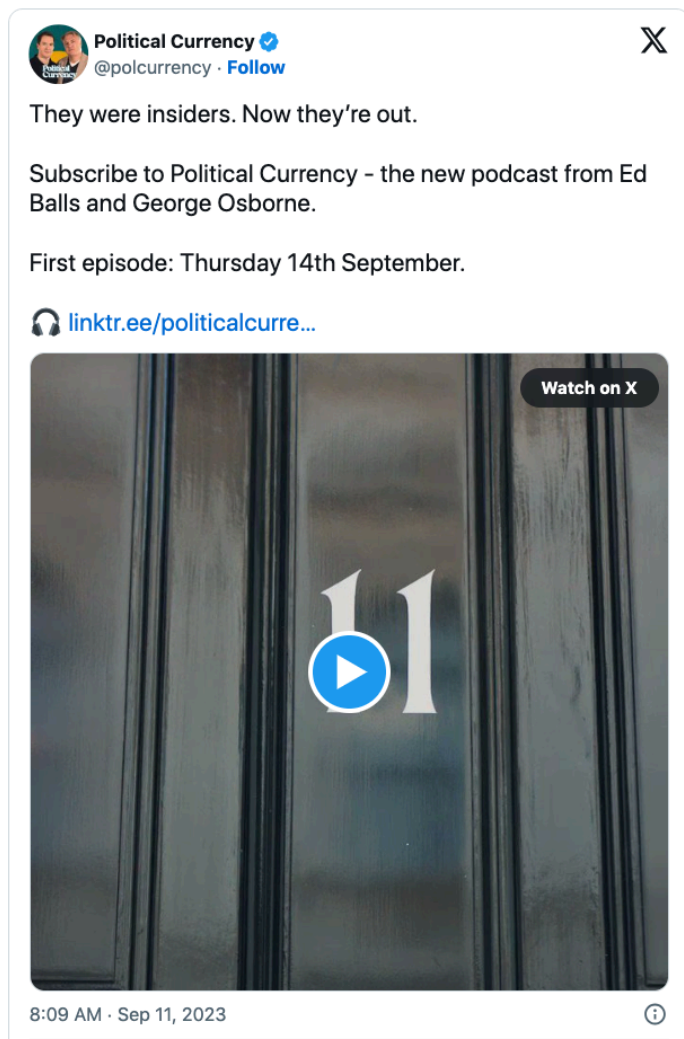 Political Currency
@polcurrency · Follow
They were insiders. Now they’re out.
Subscribe to Political Currency - the new podcast from Ed
Balls and George Osborne.
First episode: Thursday 14th September.
🎧 linktr.ee/politicalcurre…
Watch on X
11
8:09 AM · Sep 11, 2023